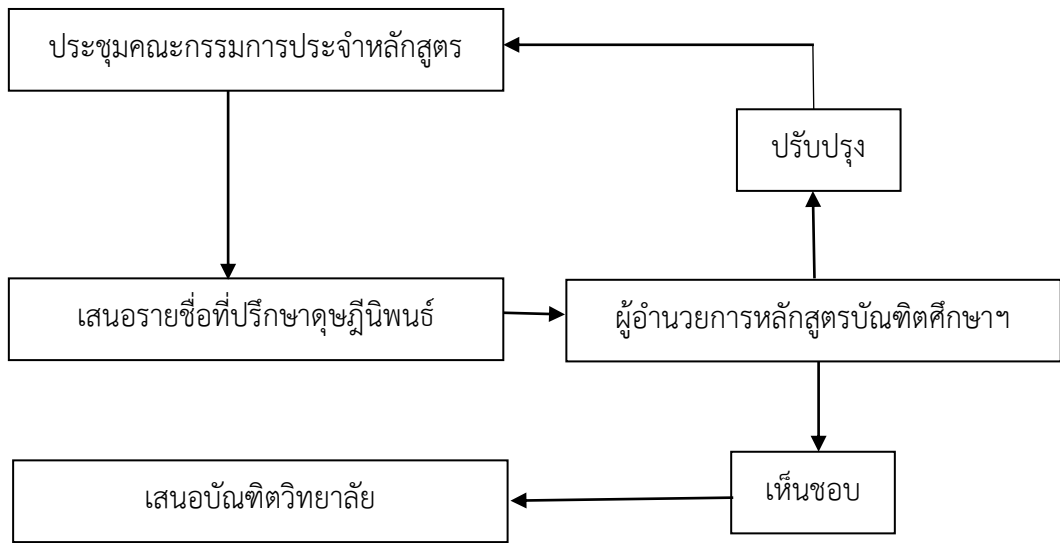 ประชุมคณะกรรมการประจำหลักสูตร
ปรับปรุง
เสนอรายชื่อที่ปรึกษาดุษฎีนิพนธ์
ผู้อำนวยการหลักสูตรบัณฑิตศึกษาฯ
เสนอบัณฑิตวิทยาลัย
เห็นชอบ